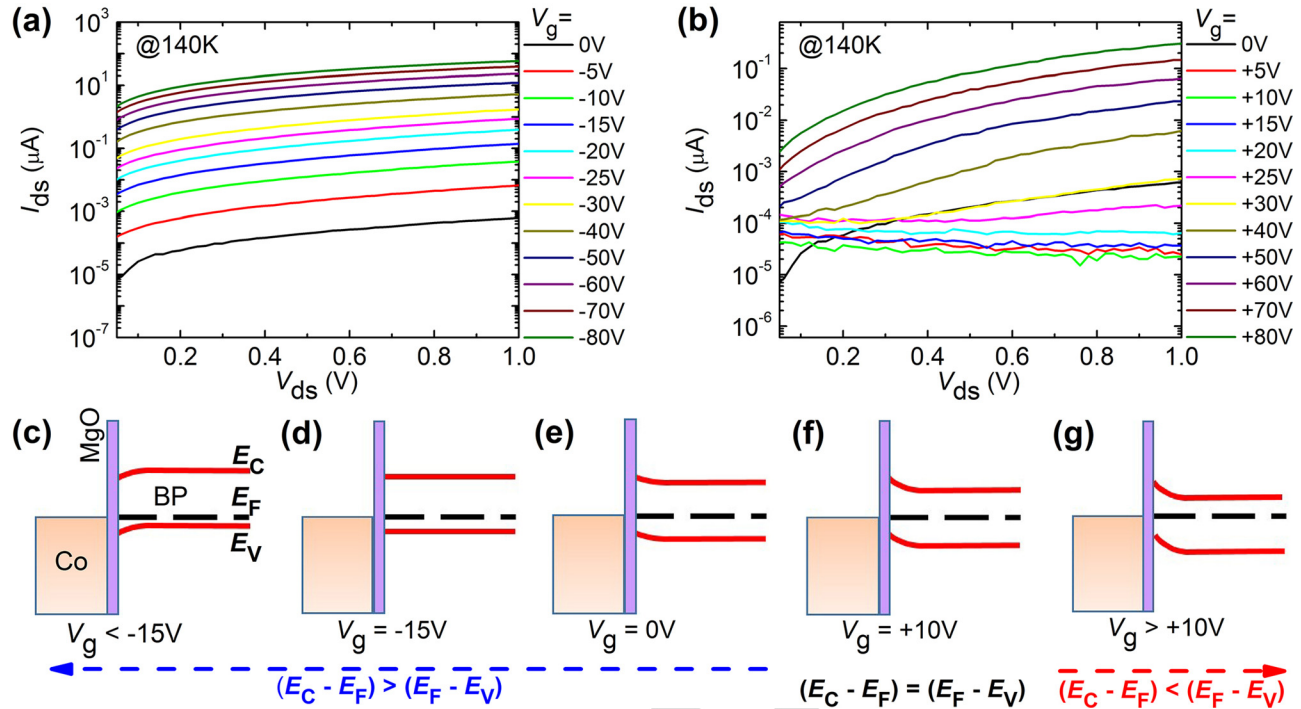 (a)
@140K
I_ds (μA)
10^3
10^1
10^-1
10^-3
10^-5
10^-7
0.2 0.4 0.6 0.8 1.0
V_ds (V)
V_g=
0V
-5V
-10V
-15V
-20V
-25V
-30V
-40V
-50V
-60V
-70V
-80V
(b)
@140K
I_ds (μA)
10^-1
10^-2
10^-3
10^-4
10^-5
10^-6
0.2 0.4 0.6 0.8 1.0
V_ds (V)
V_g=
0V
+5V
+10V
+15V
+20V
+25V
+30V
+40V
+50V
+60V
+70V
+80V
(c)
MgO
E_C
BP
E_F
E_V
Co
V_g < -15V
(d)
V_g = -15V
(e)
V_g = 0V
(f)
V_g = +10V
(g)
V_g > +10V
(E_C - E_F) > (E_F - E_V)
(E_C - E_F) = (E_F - E_V)
(E_C - E_F) < (E_F - E_V)